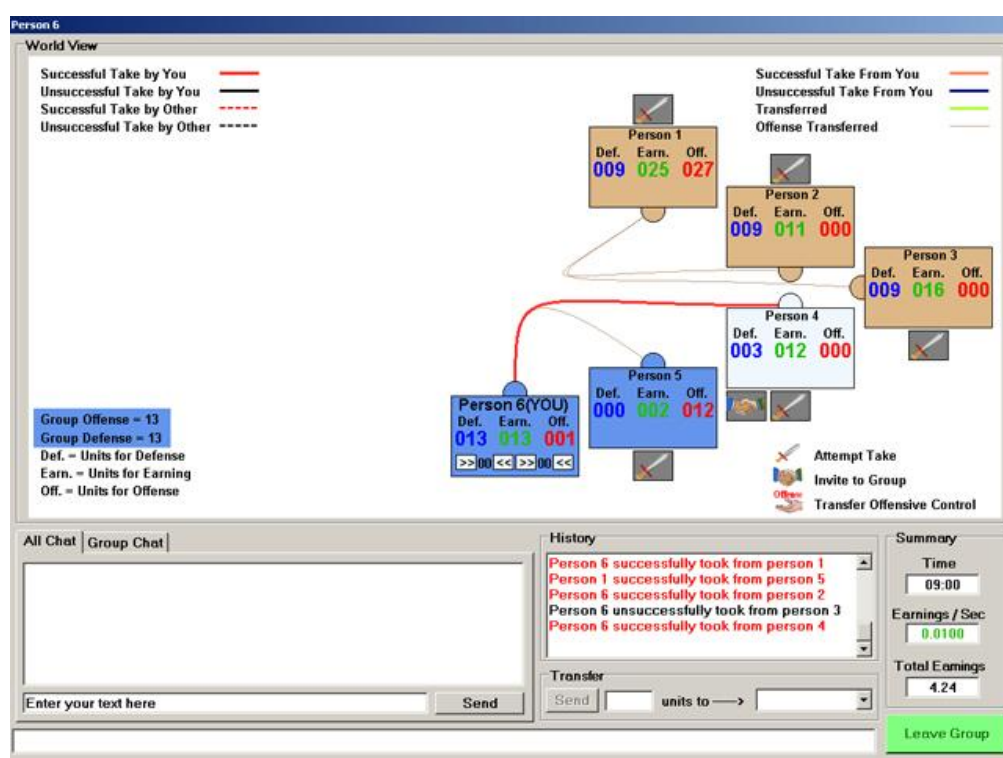 Person 6
World View
Successful Take by You
Unsuccessful Take by You
Successful Take by Other
Unsuccessful Take by Other
Successful Take From You
Unsuccessful Take From You
Transferred
Offense Transferred
Person 1
Def. Earn. Off.
009 025 027
Person 2
Def. Earn. Off.
009 011 000
Person 3
Def. Earn. Off.
009 016 000
Person 4
Def. Earn. Off.
003 012 000
Person 5
Def. Earn. Off.
000 002 012
Person 6(YOU)
Def. Earn. Off.
013 013 001
>> 00 << >> 00 <<
Group Offense = 13
Group Defense = 13
Def. = Units for Defense
Earn. = Units for Earning
Off. = Units for Offense
Attempt Take
Invite to Group
Transfer Offensive Control
All Chat Group Chat
Enter your text here Send
History
Person 6 successfully took from person 1
Person 1 successfully took from person 5
Person 6 successfully took from person 2
Person 6 unsuccessfully took from person 3
Person 6 successfully took from person 4
Transfer
Send units to -->
Summary
Time
09:00
Earnings / Sec
0.0100
Total Earnings
4.24
Leave Group